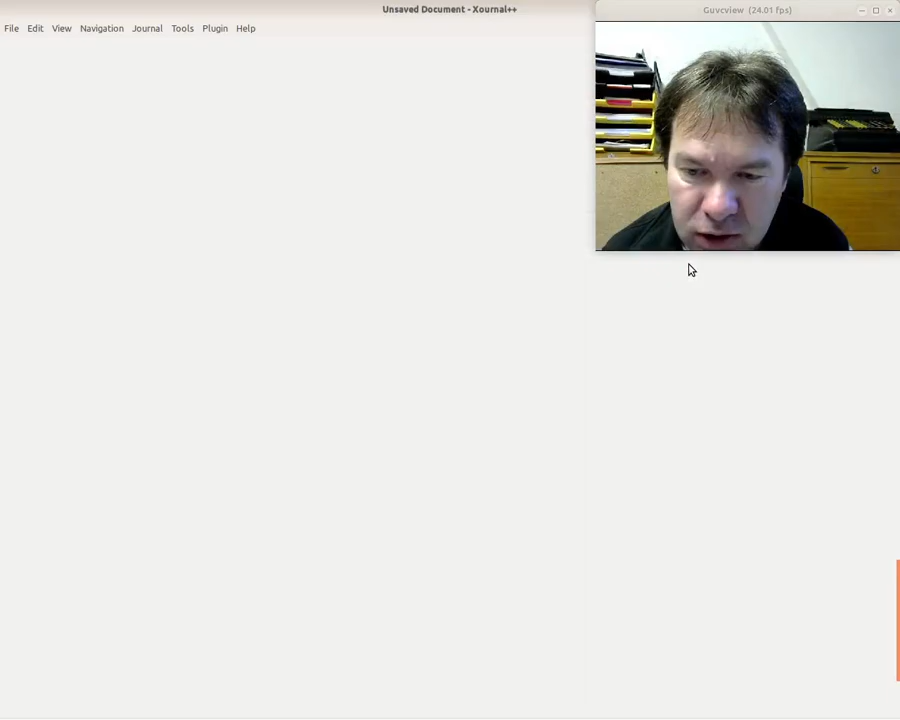 Unsaved Document - Xournal++
Guvcview (24.01 fps)
File Edit View Navigation Journal Tools Plugin Help